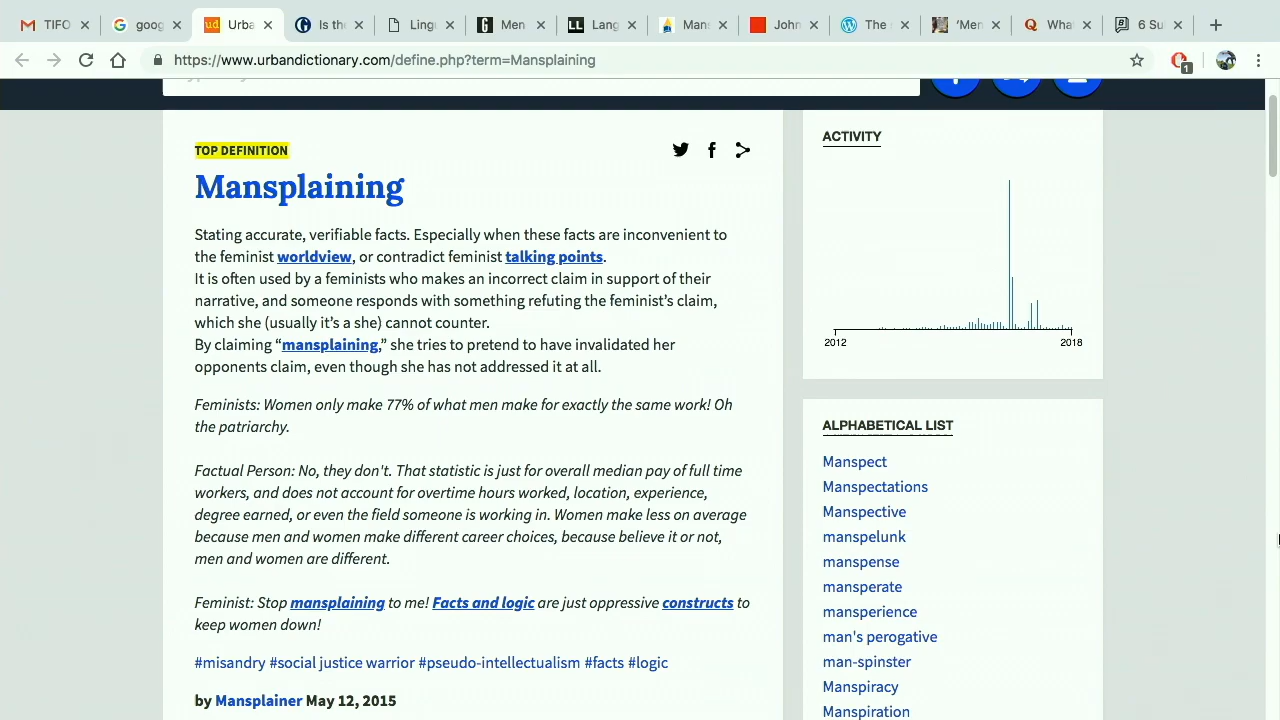 TIFO
goog
ud
Urba
Is the
Lingu
G
Men
LL
Lang
Mans
John
The r
'Men
Q
Wha
B
6 Su
https://www.urbandictionary.com/define.php?term=Mansplaining
1
TOP DEFINITION
Mansplaining
Stating accurate, verifiable facts. Especially when these facts are inconvenient to
the feminist worldview, or contradict feminist talking points.
It is often used by a feminists who makes an incorrect claim in support of their
narrative, and someone responds with something refuting the feminist's claim,
which she (usually it's a she) cannot counter.
By claiming “mansplaining,” she tries to pretend to have invalidated her
opponents claim, even though she has not addressed it at all.
Feminists: Women only make 77% of what men make for exactly the same work! Oh
the patriarchy.
Factual Person: No, they don't. That statistic is just for overall median pay of full time
workers, and does not account for overtime hours worked, location, experience,
degree earned, or even the field someone is working in. Women make less on average
because men and women make different career choices, because believe it or not,
men and women are different.
Feminist: Stop mansplaining to me! Facts and logic are just oppressive constructs to
keep women down!
#misandry #social justice warrior #pseudo-intellectualism #facts #logic
by Mansplainer May 12, 2015
ACTIVITY
2012
2018
ALPHABETICAL LIST
Manspect
Manspectations
Manspective
manspelunk
manspense
mansperate
mansperience
man's perogative
man-spinster
Manspiracy
Manspiration